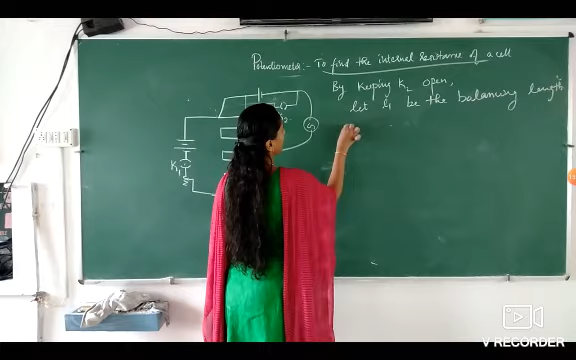 Potentiometer :- To find the internal resistance of a cell
By keeping K2 open,
let l1 be the balancing length
K1
G
V RECORDER